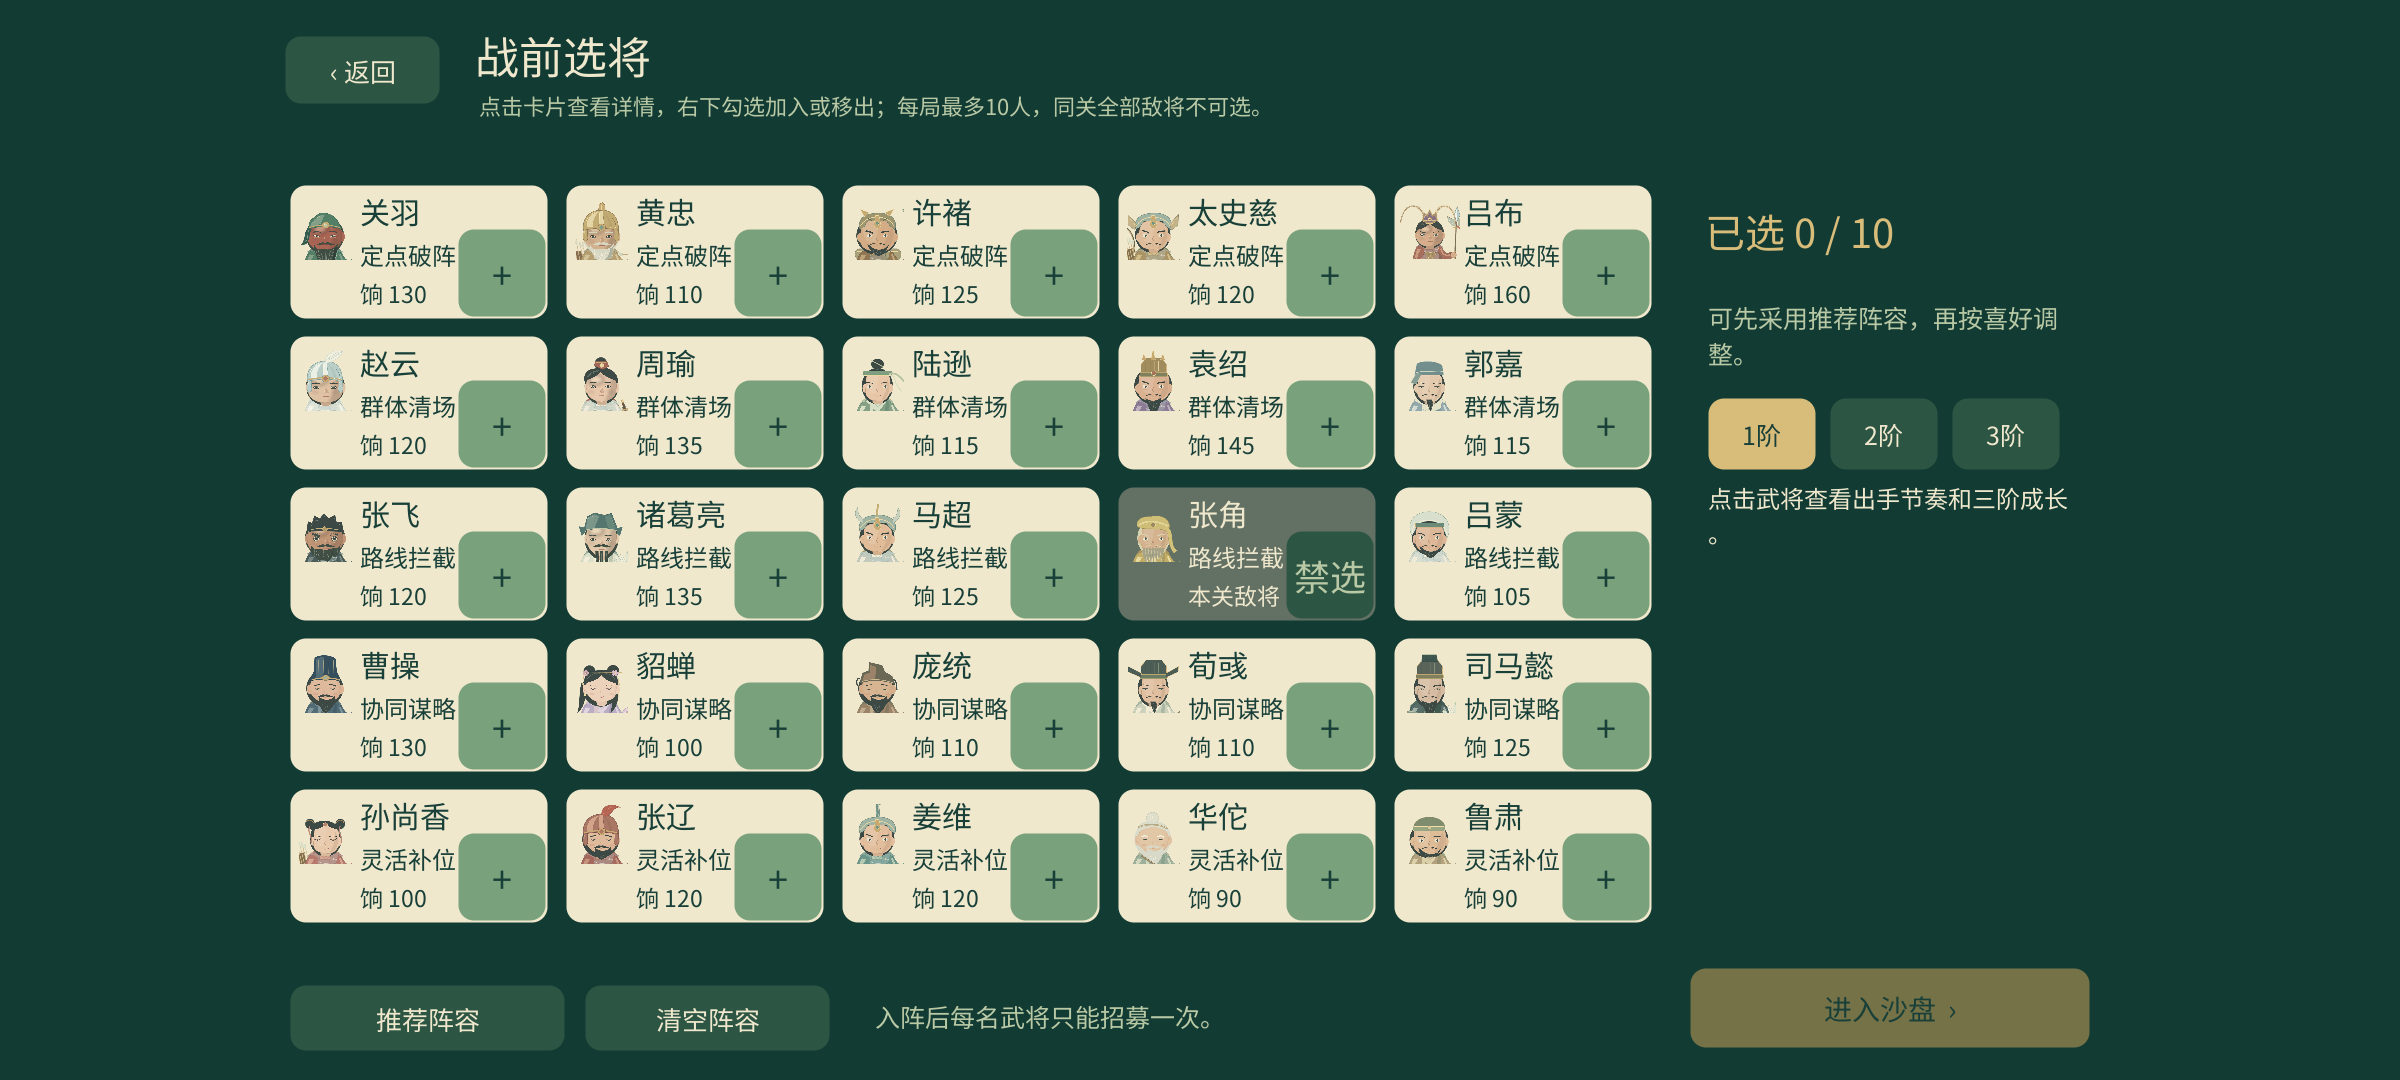 ‹ 返回
战前选将
点击卡片查看详情，右下勾选加入或移出；每局最多10人，同关全部敌将不可选。
关羽
定点破阵
饷 130
+
黄忠
定点破阵
饷 110
+
许褚
定点破阵
饷 125
+
太史慈
定点破阵
饷 120
+
吕布
定点破阵
饷 160
+
赵云
群体清场
饷 120
+
周瑜
群体清场
饷 135
+
陆逊
群体清场
饷 115
+
袁绍
群体清场
饷 145
+
郭嘉
群体清场
饷 115
+
张飞
路线拦截
饷 120
+
诸葛亮
路线拦截
饷 135
+
马超
路线拦截
饷 125
+
张角
路线拦截
本关敌将
禁选
吕蒙
路线拦截
饷 105
+
曹操
协同谋略
饷 130
+
貂蝉
协同谋略
饷 100
+
庞统
协同谋略
饷 110
+
荀彧
协同谋略
饷 110
+
司马懿
协同谋略
饷 125
+
孙尚香
灵活补位
饷 100
+
张辽
灵活补位
饷 120
+
姜维
灵活补位
饷 120
+
华佗
灵活补位
饷 90
+
鲁肃
灵活补位
饷 90
+
已选 0 / 10
可先采用推荐阵容，再按喜好调
整。
1阶
2阶
3阶
点击武将查看出手节奏和三阶成长
。
推荐阵容
清空阵容
入阵后每名武将只能招募一次。
进入沙盘 ›